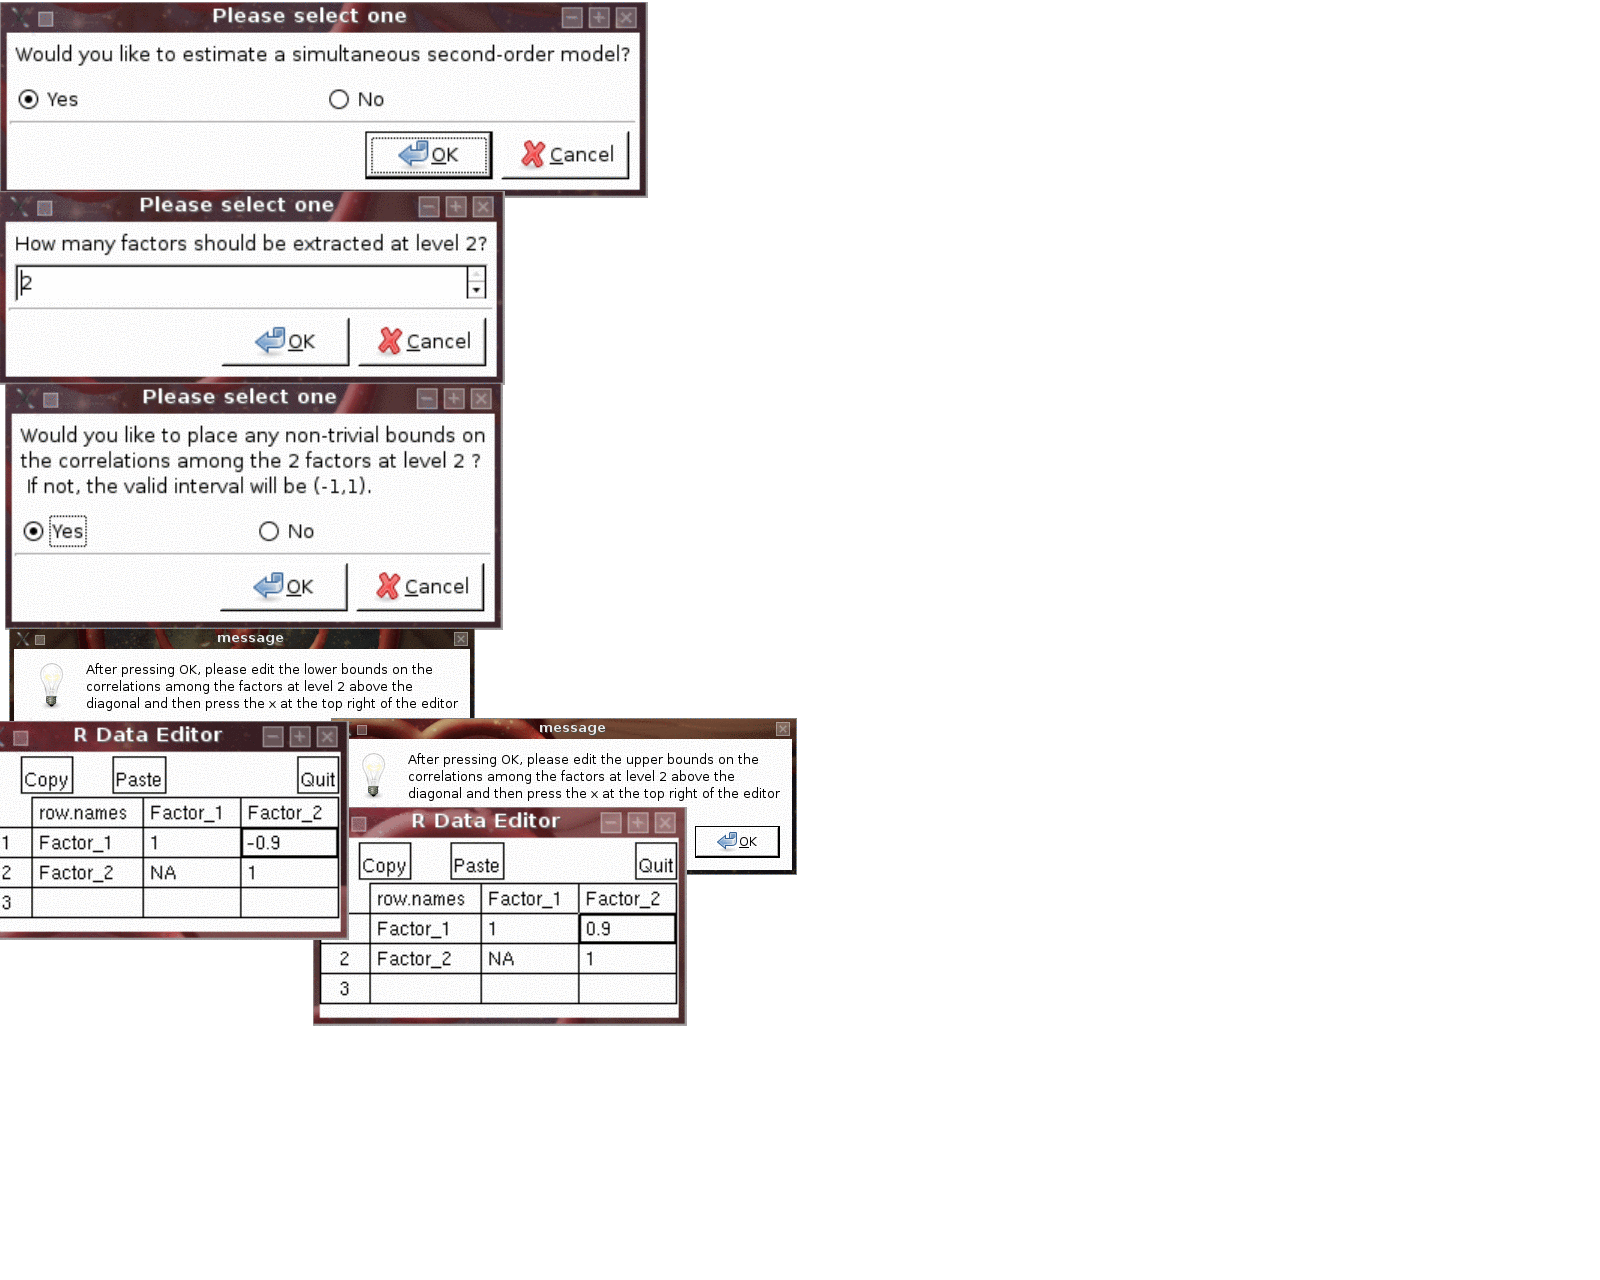 Please select one
Would you like to estimate a simultaneous second-order model?
Yes No
OK Cancel
Please select one
How many factors should be extracted at level 2?
2
OK Cancel
Please select one
Would you like to place any non-trivial bounds on
the correlations among the 2 factors at level 2 ?
If not, the valid interval will be (-1,1).
Yes No
OK Cancel
message
After pressing OK, please edit the lower bounds on the
correlations among the factors at level 2 above the
diagonal and then press the x at the top right of the editor
R Data Editor
Copy Paste Quit
row.names Factor_1 Factor_2
1 Factor_1 1 -0.9
2 Factor_2 NA 1
3
message
After pressing OK, please edit the upper bounds on the
correlations among the factors at level 2 above the
diagonal and then press the x at the top right of the editor
OK
R Data Editor
Copy Paste Quit
row.names Factor_1 Factor_2
Factor_1 1 0.9
2 Factor_2 NA 1
3